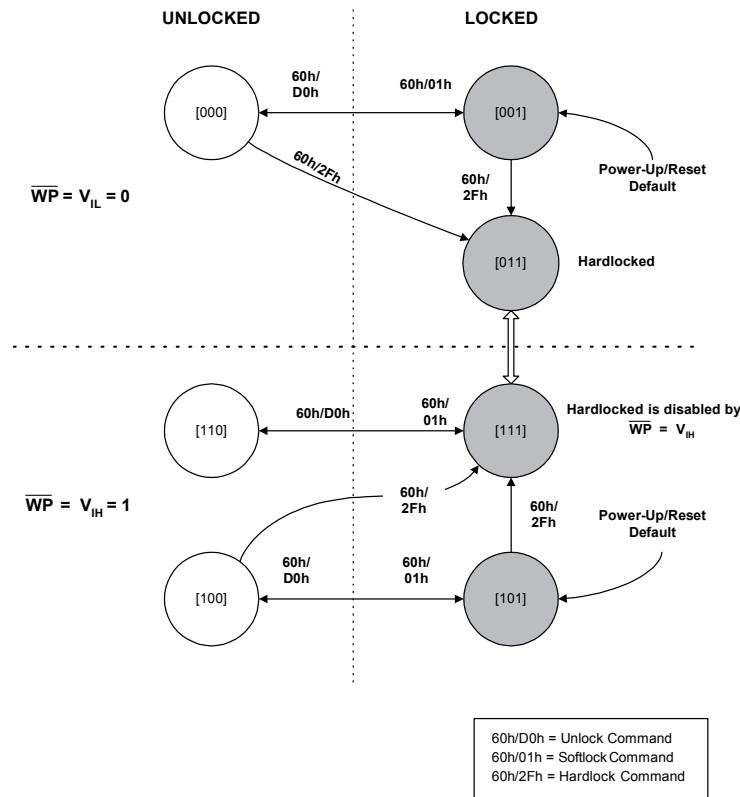 UNLOCKED
LOCKED
60h/
D0h
60h/01h
[000]
[001]
60h/2Fh
60h/
2Fh
Power-Up/Reset
Default
WP = VIL = 0
[011]
Hardlocked
[110]
60h/D0h
60h/
01h
[111]
Hardlocked is disabled by
WP = VIH
WP = VIH = 1
60h/
2Fh
60h/
2Fh
Power-Up/Reset
Default
60h/
D0h
60h/
01h
[100]
[101]
60h/D0h = Unlock Command
60h/01h = Softlock Command
60h/2Fh = Hardlock Command